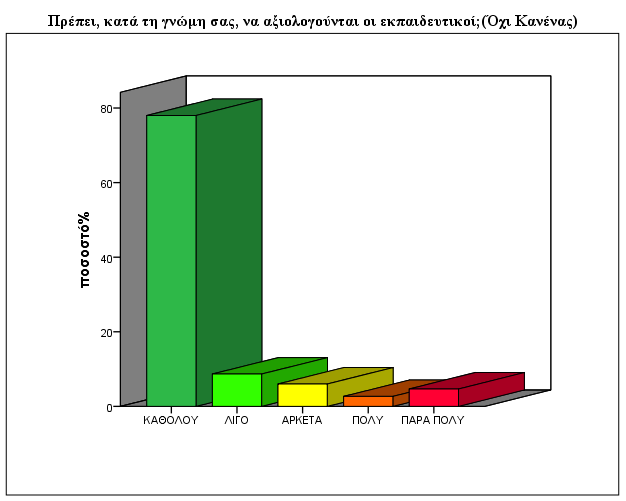 Πρέπει, κατά τη γνώμη σας, να αξιολογούνται οι εκπαιδευτικοί;(Όχι Κανένας)
80
60
40
20
0
ποσοστό%
ΚΑΘΟΛΟΥ ΛΙΓΟ ΑΡΚΕΤΑ ΠΟΛΥ ΠΑΡΑ ΠΟΛΥ